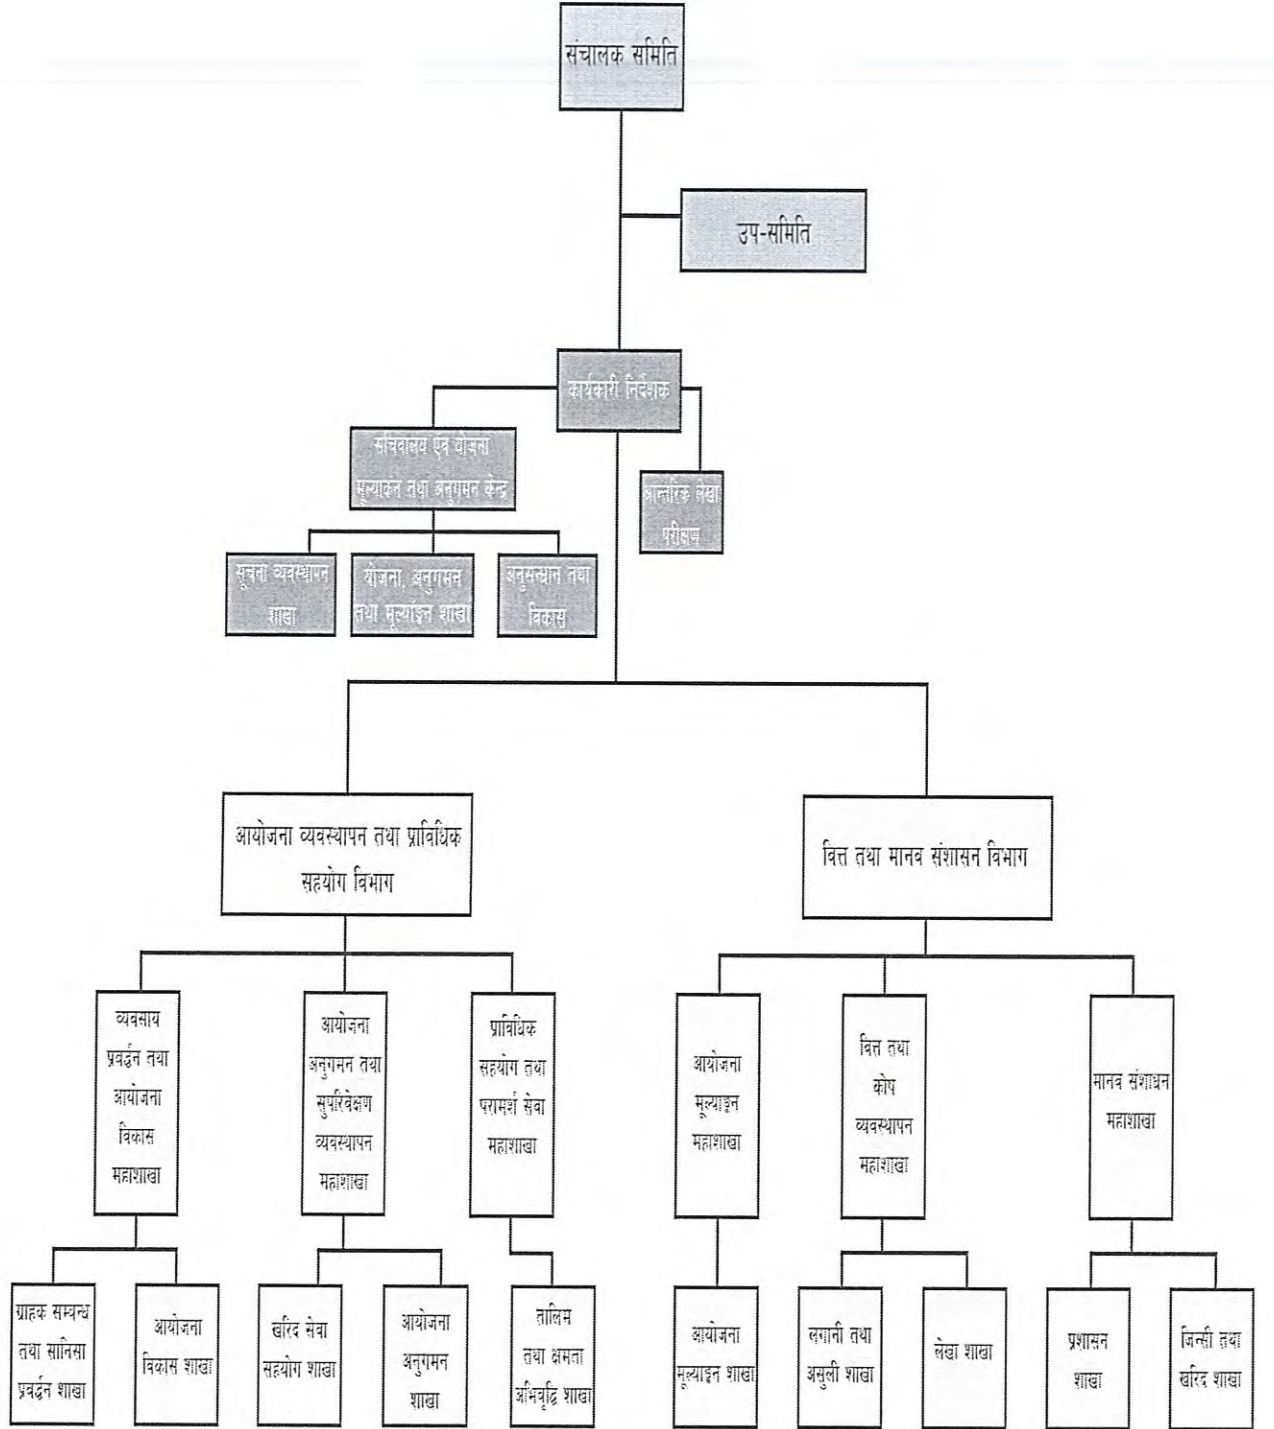 संचालक समिति
उप-समिति
कार्यकारी निर्देशक
सचिवालय एवं योजना
मूल्याकंन तथा अनुगमन केन्द्र
आन्तरिक लेखा
परीक्षण
सूचना व्यवस्थापन
शाखा
योजना, अनुगमन
तथा मूल्यांङ्कन शाखा
अनुसन्धान तथा
विकास
आयोजना व्यवस्थापन तथा प्राविधिक
सहयोग विभाग
वित्त तथा मानव संशासन विभाग
व्यवसाय
प्रवर्द्धन तथा
आयोजना
विकास
महाशाखा
आयोजना
अनुगमन तथा
सुपरिवेक्षण
व्यवस्थापन
महाशाखा
प्राविधिक
सहयोग तथा
परामर्श सेवा
महाशाखा
आयोजना
मूल्याङ्कन
महाशाखा
वित्त तथा
कोष
व्यवस्थापन
महाशाखा
मानव संशाधन
महाशाखा
ग्राहक सम्वन्ध
तथा सानिसा
प्रवर्द्धन शाखा
आयोजना
विकास शाखा
खरिद सेवा
सहयोग शाखा
आयोजना
अनुगमन
शाखा
तालिम
तथा क्षमता
अभिवृद्धि शाखा
आयोजना
मूल्याङ्कन शाखा
लगानी तथा
असुली शाखा
लेखा शाखा
प्रशासन
शाखा
जिन्सी तथा
खरिद शाखा